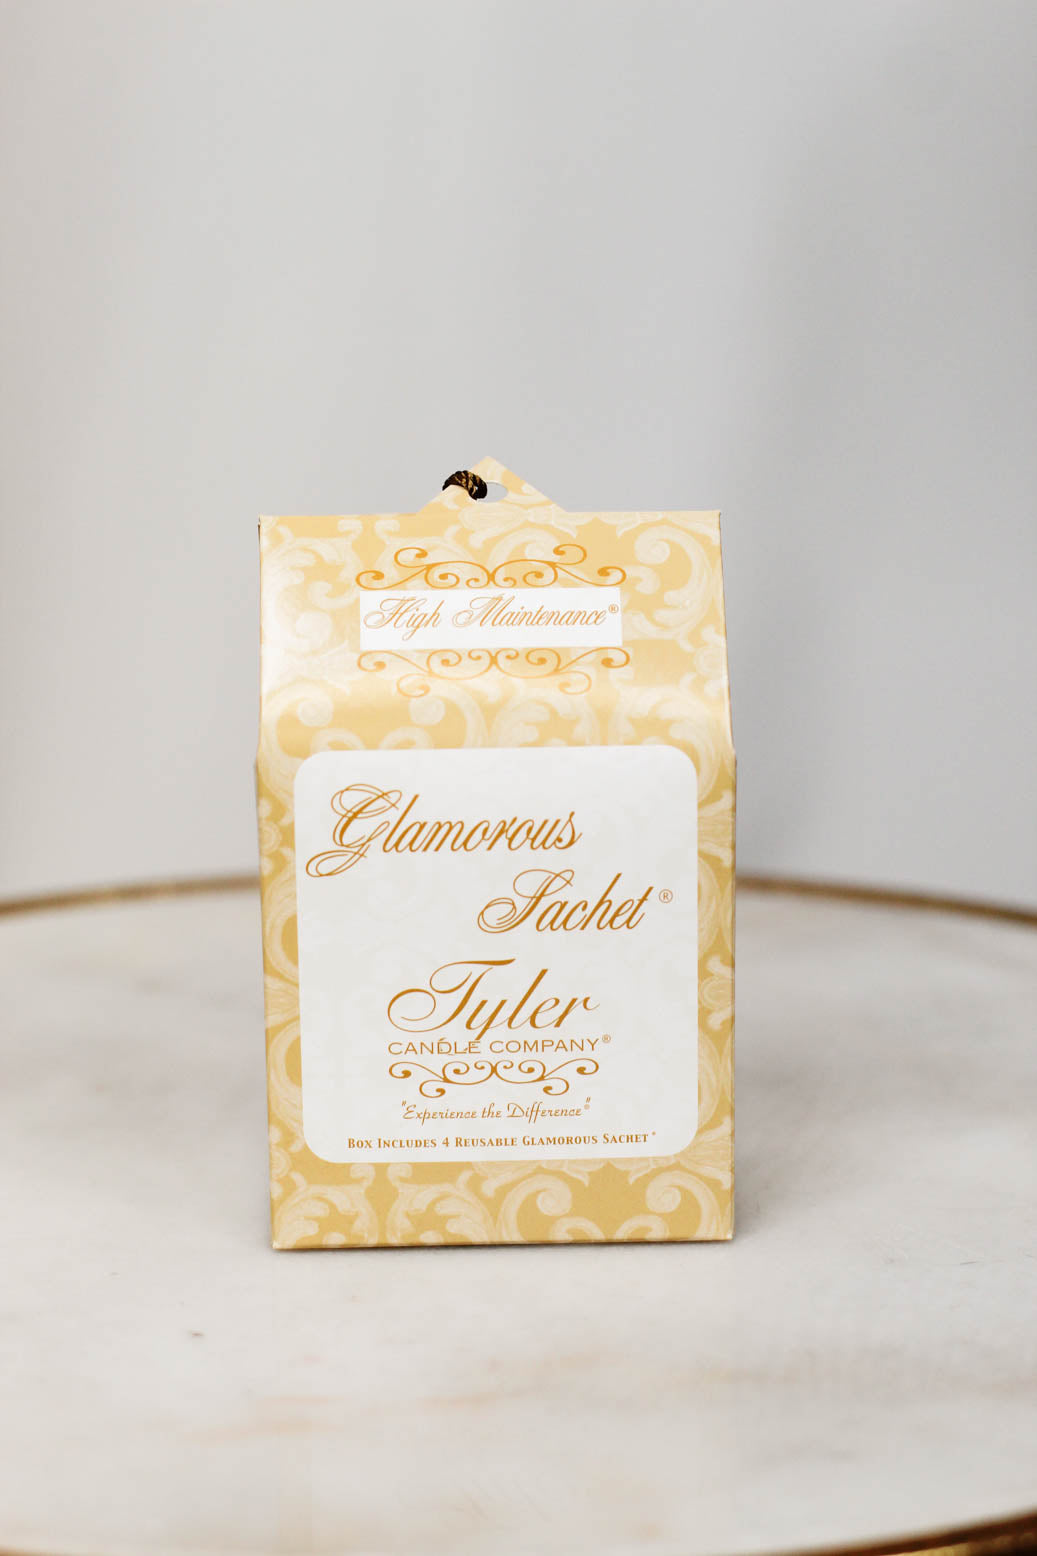 High Maintenance®
Glamorous
Sachet®
Tyler
CANDLE COMPANY®
"Experience the Difference"®
BOX INCLUDES 4 REUSABLE GLAMOROUS SACHET®